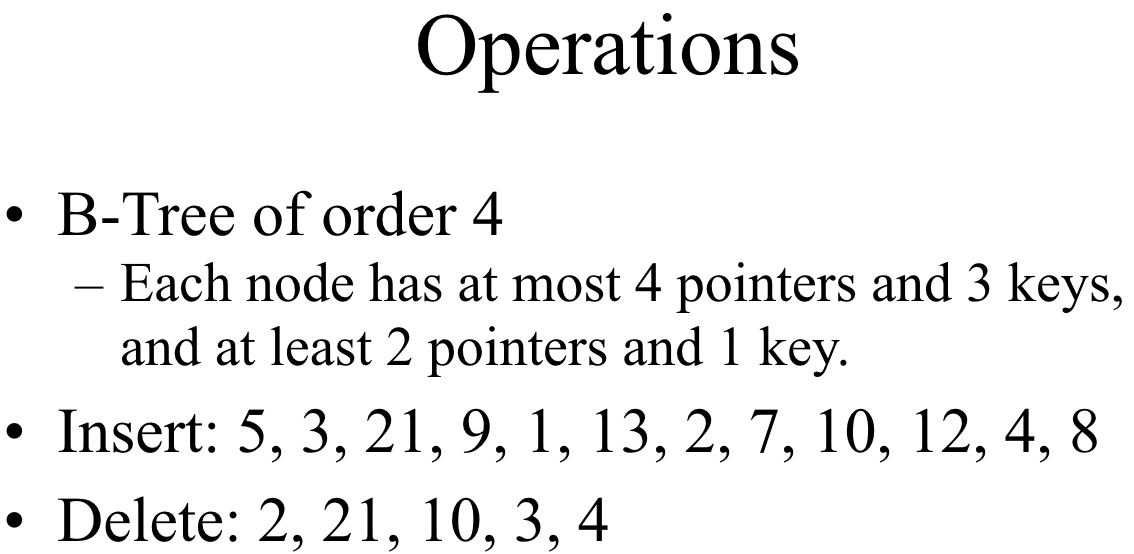 Operations
• B-Tree of order 4
– Each node has at most 4 pointers and 3 keys,
and at least 2 pointers and 1 key.
• Insert: 5, 3, 21, 9, 1, 13, 2, 7, 10, 12, 4, 8
• Delete: 2, 21, 10, 3, 4